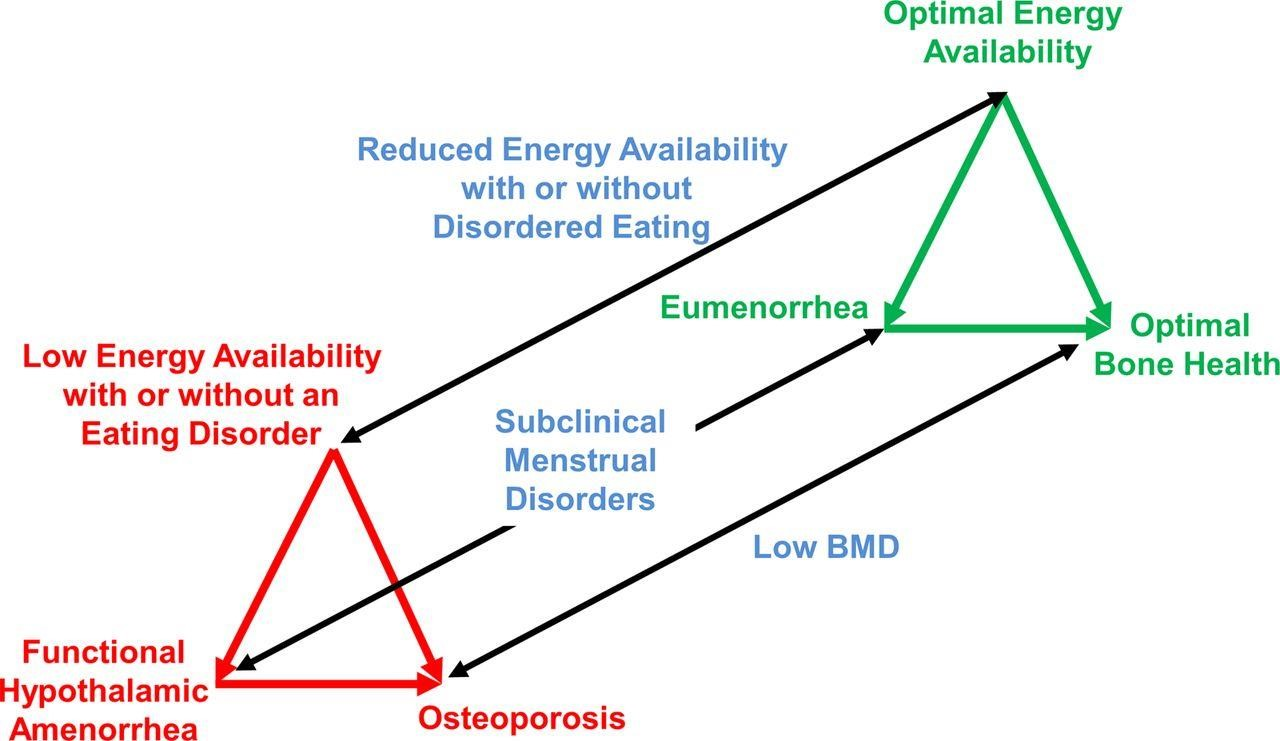 Optimal Energy
Availability
Reduced Energy Availability
with or without
Disordered Eating
Eumenorrhea
Optimal
Bone Health
Low Energy Availability
with or without an
Eating Disorder
Subclinical
Menstrual
Disorders
Low BMD
Functional
Hypothalamic
Amenorrhea
Osteoporosis